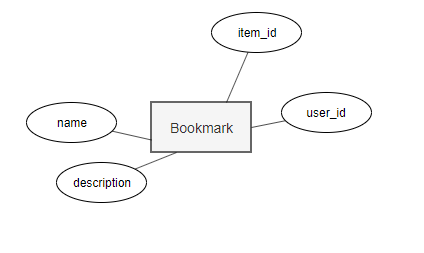 item_id
user_id
name
Bookmark
description